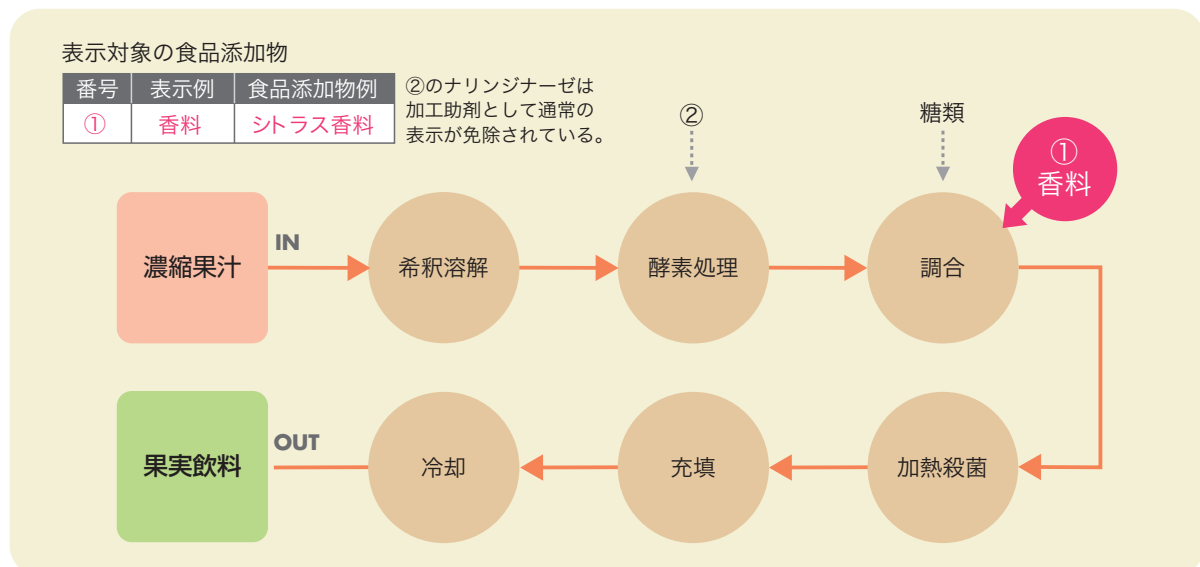 表示対象の食品添加物
番号 表示例 食品添加物例
① 香料 シトラス香料
②のナリンジナーゼは
加工助剤として通常の
表示が免除されている。
② 糖類
①
香料
濃縮果汁 IN 希釈溶解 酵素処理 調合
果実飲料 OUT 冷却 充填 加熱殺菌